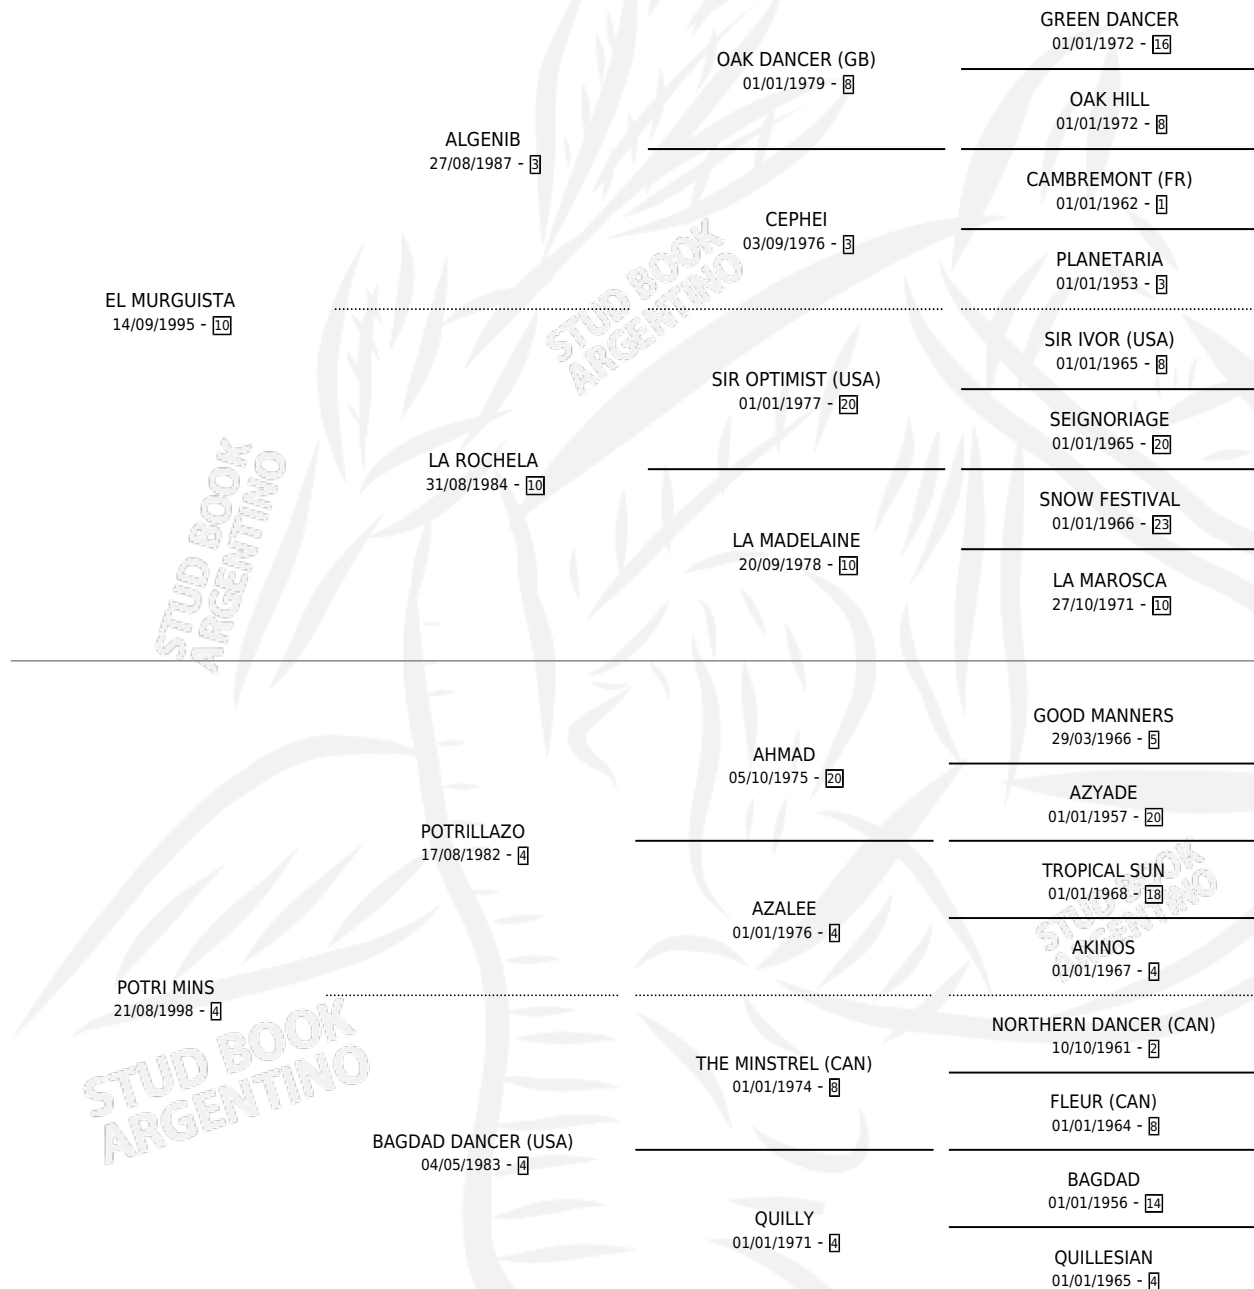 GREEN DANCER
01/01/1972 - 16
OAK DANCER (GB)
01/01/1979 - 8
OAK HILL
01/01/1972 - 8
ALGENIB
27/08/1987 - 3
CAMBREMONT (FR)
01/01/1962 - 1
CEPHEI
03/09/1976 - 3
PLANETARIA
01/01/1953 - 3
EL MURGUISTA
14/09/1995 - 10
SIR IVOR (USA)
01/01/1965 - 8
SIR OPTIMIST (USA)
01/01/1977 - 20
SEIGNORIAGE
01/01/1965 - 20
LA ROCHELA
31/08/1984 - 10
SNOW FESTIVAL
01/01/1966 - 23
LA MADELAINE
20/09/1978 - 10
LA MAROSCA
27/10/1971 - 10
GOOD MANNERS
29/03/1966 - 5
AHMAD
05/10/1975 - 20
AZYADE
01/01/1957 - 20
POTRILLAZO
17/08/1982 - 4
TROPICAL SUN
01/01/1968 - 18
AZALEE
01/01/1976 - 4
AKINOS
01/01/1967 - 4
POTRI MINS
21/08/1998 - 4
NORTHERN DANCER (CAN)
10/10/1961 - 2
THE MINSTREL (CAN)
01/01/1974 - 8
FLEUR (CAN)
01/01/1964 - 8
BAGDAD DANCER (USA)
04/05/1983 - 4
BAGDAD
01/01/1956 - 14
QUILLY
01/01/1971 - 4
QUILLESIAN
01/01/1965 - 4
STUD BOOK
ARGENTINO
STUD BOOK
ARGENTINO
STUD BOOK
ARGENTINO
STUD BOOK
ARGENTINO